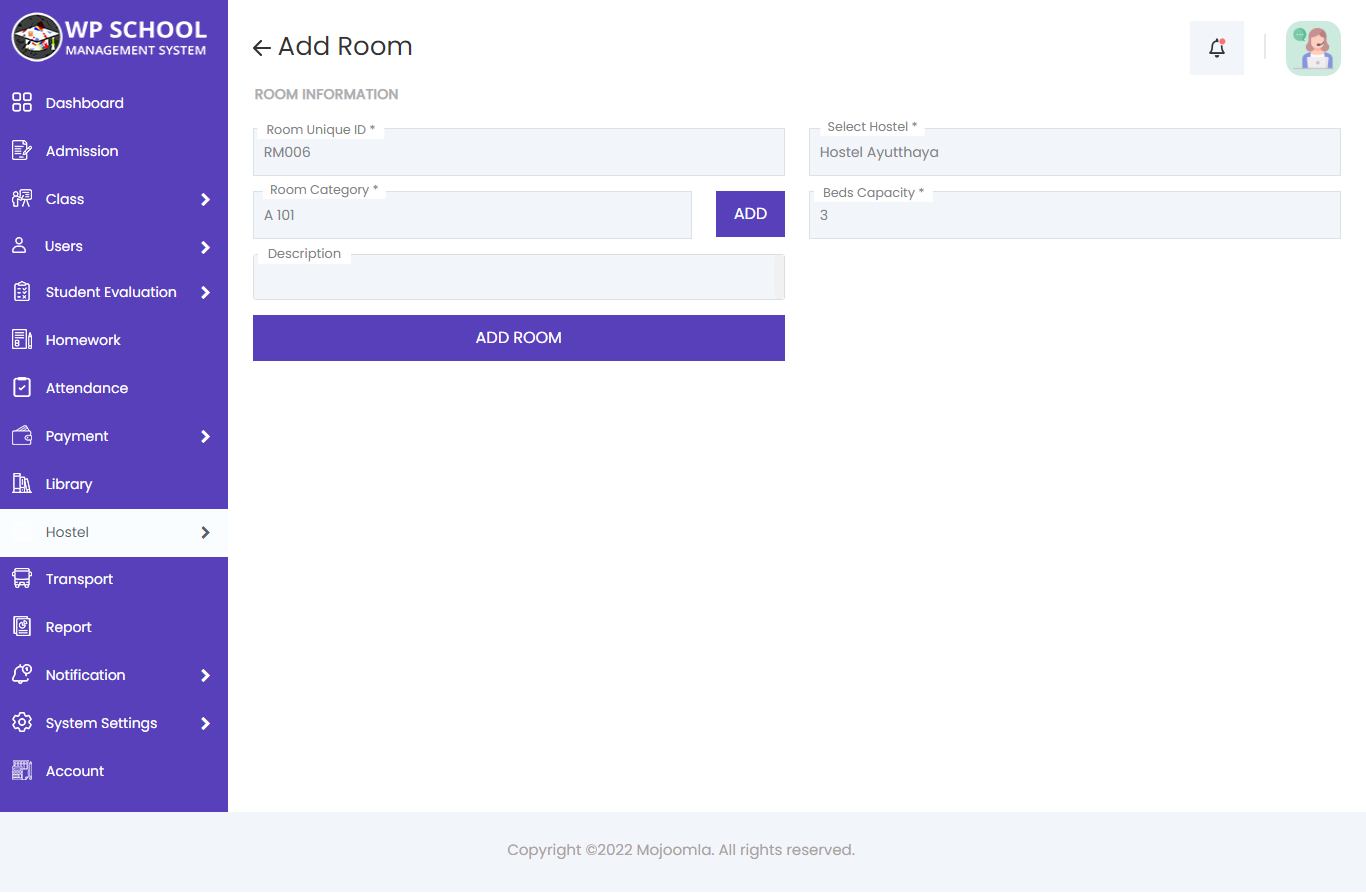 WP SCHOOL
MANAGEMENT SYSTEM
Dashboard
Admission
Class
Users
Student Evaluation
Homework
Attendance
Payment
Library
Hostel
Transport
Report
Notification
System Settings
Account
Add Room
ROOM INFORMATION
Room Unique ID *
RM006
Select Hostel *
Hostel Ayutthaya
Room Category *
A 101
ADD
Beds Capacity *
3
Description
ADD ROOM
Copyright ©2022 Mojoomla. All rights reserved.